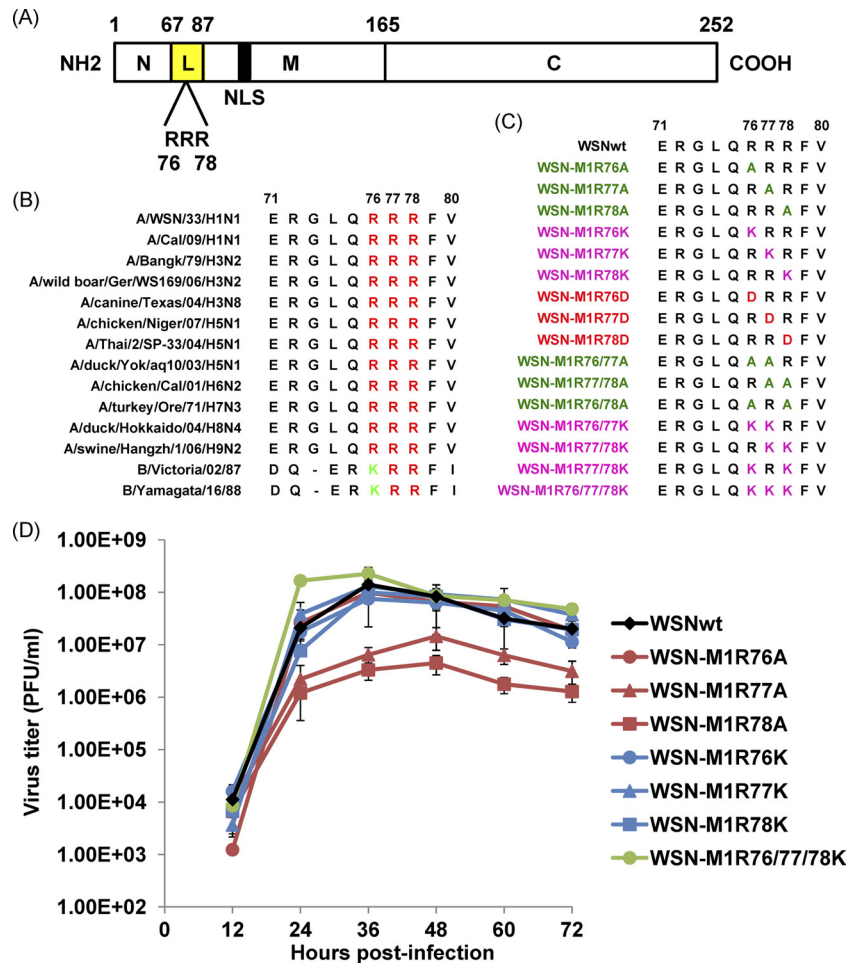 (A)
1 67 87 165 252
NH2 N L M C COOH
NLS
RRR
76 78
(B)
71 76 77 78 80
A/WSN/33/H1N1 E R G L Q R R R F V
A/Cal/09/H1N1 E R G L Q R R R F V
A/Bangk/79/H3N2 E R G L Q R R R F V
A/wild boar/Ger/WS169/06/H3N2 E R G L Q R R R F V
A/canine/Texas/04/H3N8 E R G L Q R R R F V
A/chicken/Niger/07/H5N1 E R G L Q R R R F V
A/Thai/2/SP-33/04/H5N1 E R G L Q R R R F V
A/duck/Yok/aq10/03/H5N1 E R G L Q R R R F V
A/chicken/Cal/01/H6N2 E R G L Q R R R F V
A/turkey/Ore/71/H7N3 E R G L Q R R R F V
A/duck/Hokkaido/04/H8N4 E R G L Q R R R F V
A/swine/Hangzh/1/06/H9N2 E R G L Q R R R F V
B/Victoria/02/87 D Q - E R K R R F I
B/Yamagata/16/88 D Q - E R K R R F I
(C)
71 76 77 78 80
WSNwt E R G L Q R R R F V
WSN-M1R76A E R G L Q A R R F V
WSN-M1R77A E R G L Q R A R F V
WSN-M1R78A E R G L Q R R A F V
WSN-M1R76K E R G L Q K R R F V
WSN-M1R77K E R G L Q R K R F V
WSN-M1R78K E R G L Q R R K F V
WSN-M1R76D E R G L Q D R R F V
WSN-M1R77D E R G L Q R D R F V
WSN-M1R78D E R G L Q R R D F V
WSN-M1R76/77A E R G L Q A A R F V
WSN-M1R77/78A E R G L Q R A A F V
WSN-M1R76/78A E R G L Q A R A F V
WSN-M1R76/77K E R G L Q K K R F V
WSN-M1R77/78K E R G L Q R K K F V
WSN-M1R77/78K E R G L Q K R K F V
WSN-M1R76/77/78K E R G L Q K K K F V
(D)
Virus titer (PFU/ml)
1.00E+09
1.00E+08
1.00E+07
1.00E+06
1.00E+05
1.00E+04
1.00E+03
1.00E+02
0 12 24 36 48 60 72
Hours post-infection
WSNwt
WSN-M1R76A
WSN-M1R77A
WSN-M1R78A
WSN-M1R76K
WSN-M1R77K
WSN-M1R78K
WSN-M1R76/77/78K